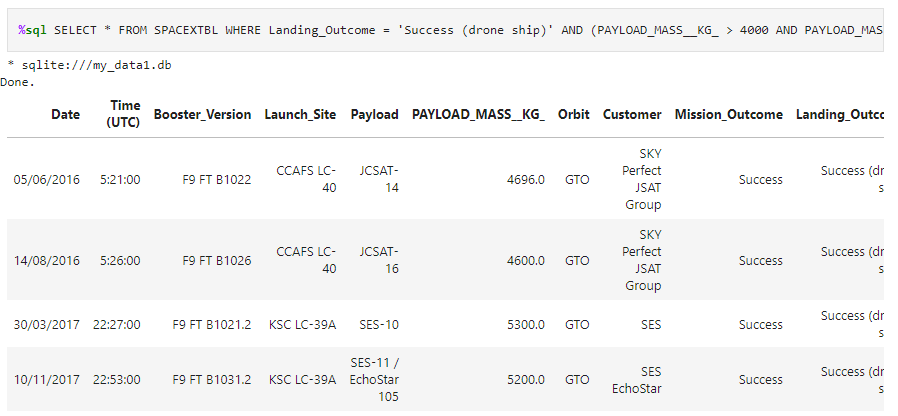 %sql SELECT * FROM SPACEXTBL WHERE Landing_Outcome = 'Success (drone ship)' AND (PAYLOAD_MASS__KG_ > 4000 AND PAYLOAD_MAS
* sqlite:///my_data1.db
Done.
Date Time (UTC) Booster_Version Launch_Site Payload PAYLOAD_MASS__KG_ Orbit Customer Mission_Outcome Landing_Outc
05/06/2016 5:21:00 F9 FT B1022 CCAFS LC-40 JCSAT-14 4696.0 GTO SKY Perfect JSAT Group Success Success (dr s
14/08/2016 5:26:00 F9 FT B1026 CCAFS LC-40 JCSAT-16 4600.0 GTO SKY Perfect JSAT Group Success Success (dr s
30/03/2017 22:27:00 F9 FT B1021.2 KSC LC-39A SES-10 5300.0 GTO SES Success Success (dr s
10/11/2017 22:53:00 F9 FT B1031.2 KSC LC-39A SES-11 / EchoStar 105 5200.0 GTO SES EchoStar Success Success (dr s